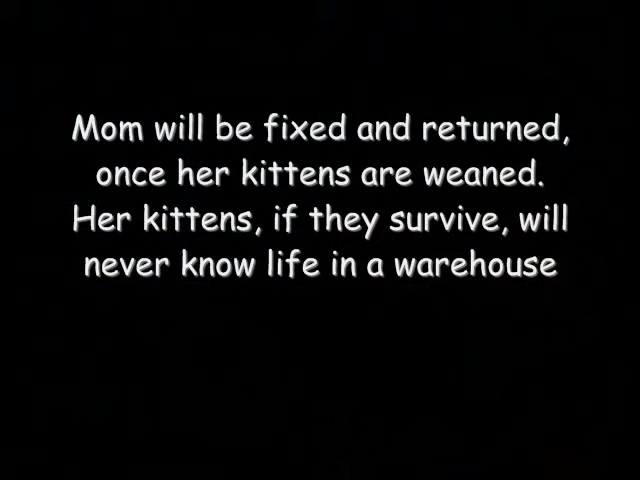 Mom will be fixed and returned,
once her kittens are weaned.
Her kittens, if they survive, will
never know life in a warehouse